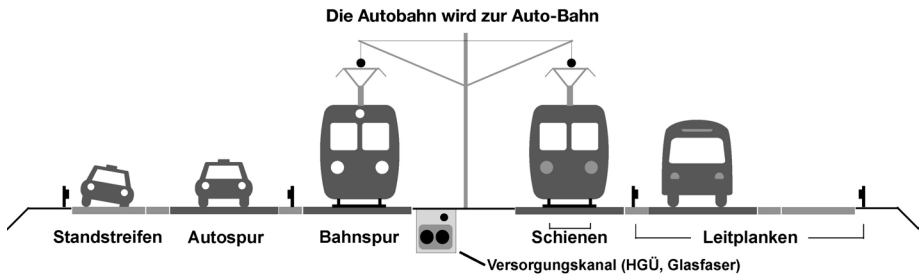 Die Autobahn wird zur Auto-Bahn
Standstreifen Autospur Bahnspur Schienen Leitplanken
Versorgungskanal (HGÜ, Glasfaser)